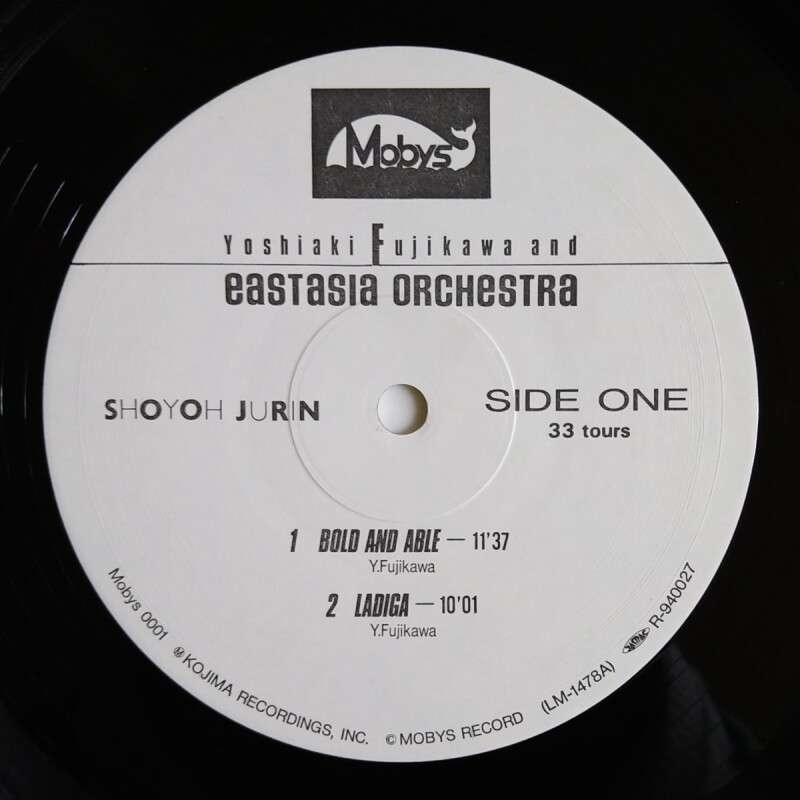 Mobys
Yoshiaki Fujikawa and
eastasia orchestra
SHOYOH JURIN
SIDE ONE
33 tours
1 BOLD AND ABLE — 11'37
Y.Fujikawa
2 LADIGA — 10'01
Y.Fujikawa
Mobys 0001 Ⓜ KOJIMA RECORDINGS, INC. © MOBYS RECORD (LM-1478A) R-940027